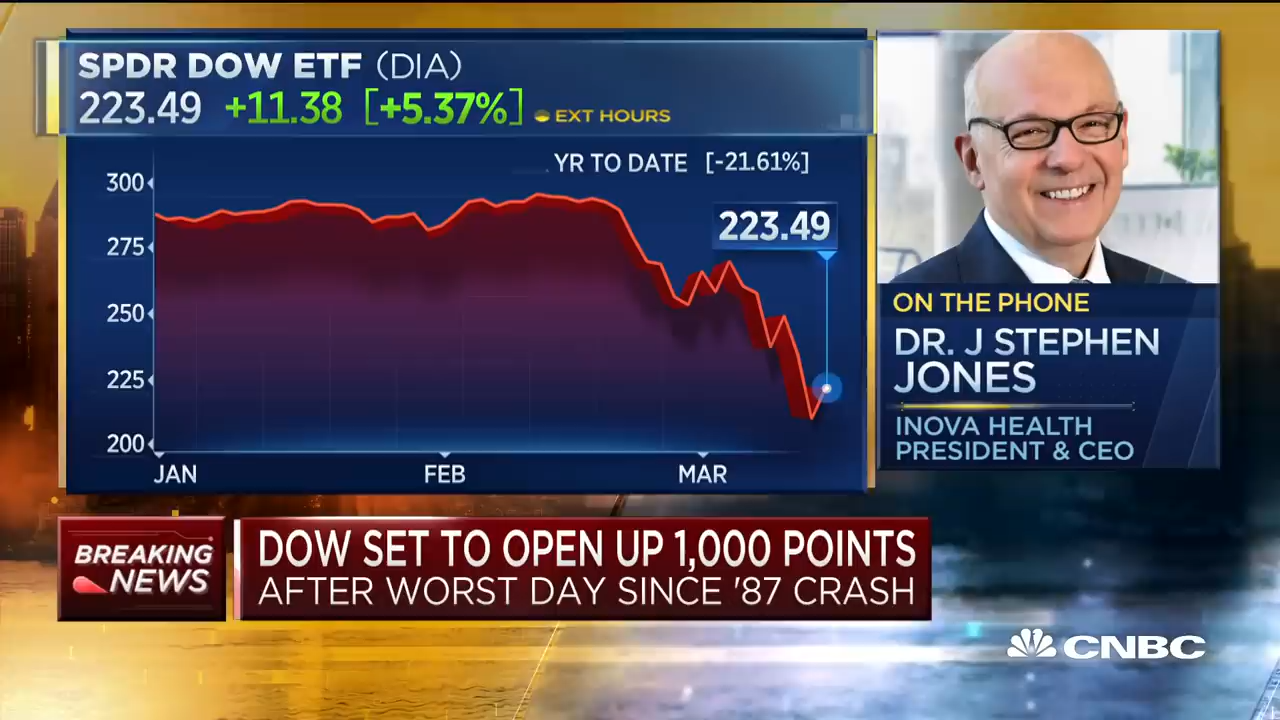 SPDR DOW ETF (DIA)
223.49 +11.38 [+5.37%] EXT HOURS
YR TO DATE [-21.61%]
300
275
250
225
200
223.49
JAN FEB MAR
ON THE PHONE
DR. J STEPHEN
JONES
INOVA HEALTH
PRESIDENT & CEO
BREAKING
NEWS
DOW SET TO OPEN UP 1,000 POINTS
AFTER WORST DAY SINCE '87 CRASH
CNBC